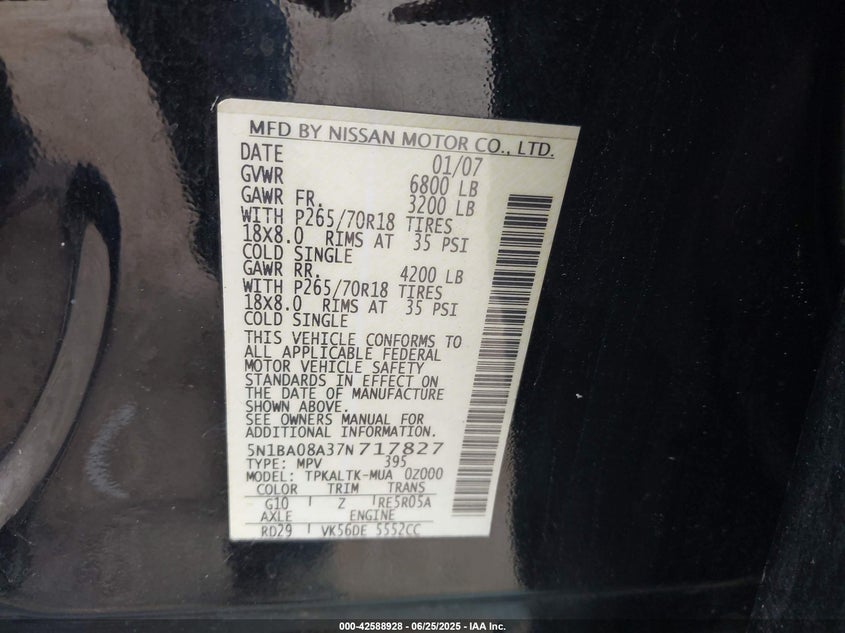 MFD BY NISSAN MOTOR CO., LTD.
DATE 01/07
GVWR 6800 LB
GAWR FR. 3200 LB
WITH P265/70R18 TIRES
18X8.0 RIMS AT 35 PSI
COLD SINGLE
GAWR RR. 4200 LB
WITH P265/70R18 TIRES
18X8.0 RIMS AT 35 PSI
COLD SINGLE
THIS VEHICLE CONFORMS TO
ALL APPLICABLE FEDERAL
MOTOR VEHICLE SAFETY
STANDARDS IN EFFECT ON
THE DATE OF MANUFACTURE
SHOWN ABOVE.
SEE OWNERS MANUAL FOR
ADDITIONAL INFORMATION.
5N1BA08A37N717827
TYPE: MPV 395
MODEL: TPKALTK-MUA 0Z000
COLOR TRIM TRANS
G10 Z RE5R05A
AXLE ENGINE
RD29 VK56DE 5552CC
000-42588928 - 06/25/2025 - IAA Inc.